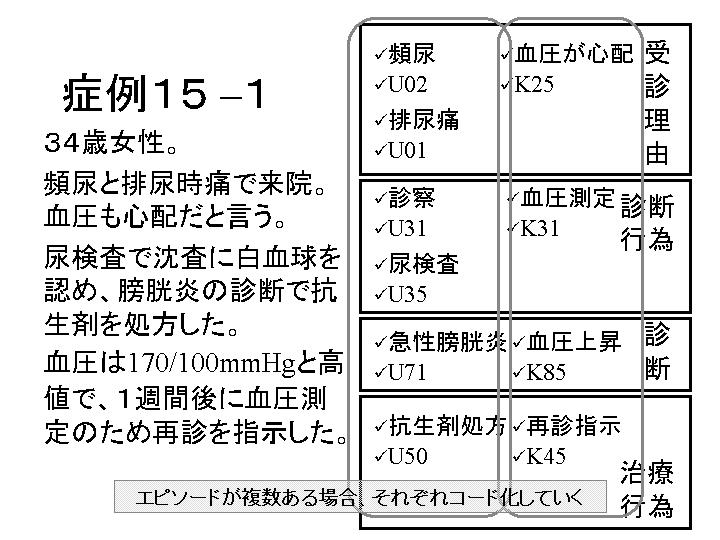 症例１５ –１
３４歳女性。
頻尿と排尿時痛で来院。
血圧も心配だと言う。
尿検査で沈査に白血球を
認め、膀胱炎の診断で抗
生剤を処方した。
血圧は170/100mm.Hgと高
値で、１週間後に血圧測
定のため再診を指示した。
✓頻尿
✓U02
✓排尿痛
✓U01
✓血圧が心配
✓K25
受診理由
✓診察
✓U31
✓尿検査
✓U35
✓血圧測定
✓K31
診断
行為
✓急性膀胱炎
✓U71
✓血圧上昇
✓K85
診断
✓抗生剤処方
✓U50
✓再診指示
✓K45
治療
行為
エピソードが複数ある場合、それぞれコード化していく